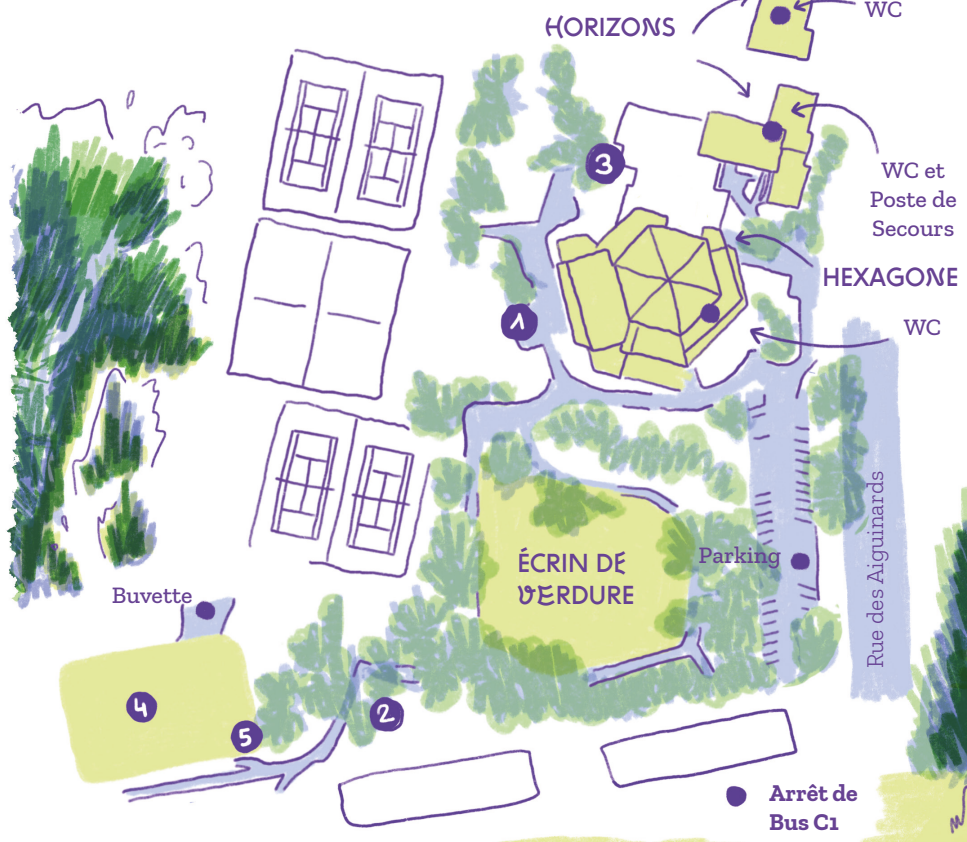 WC
HORIZONS
3
WC et
Poste de
Secours
HEXAGONE
1
WC
Rue des Aiguinards
Parking
ÉCRIN DE
VERDURE
Buvette
4
5
2
Arrêt de
Bus C1